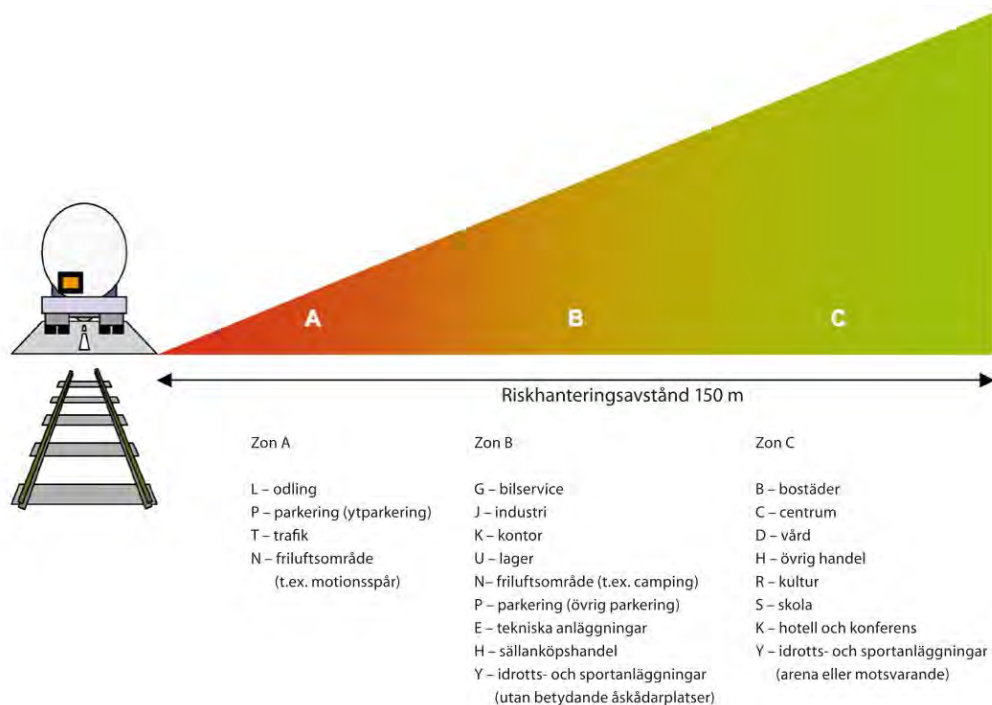 A
B
C
Riskhanteringsavstånd 150 m
Zon A
L – odling
P – parkering (ytparkering)
T – trafik
N – friluftsområde
(t.ex. motionsspår)
Zon B
G – bilservice
J – industri
K – kontor
U – lager
N– friluftsområde (t.ex. camping)
P – parkering (övrig parkering)
E – tekniska anläggningar
H – sällanköpshandel
Y – idrotts- och sportanläggningar
(utan betydande åskådarplatser)
Zon C
B – bostäder
C – centrum
D – vård
H – övrig handel
R – kultur
S – skola
K – hotell och konferens
Y – idrotts- och sportanläggningar
(arena eller motsvarande)